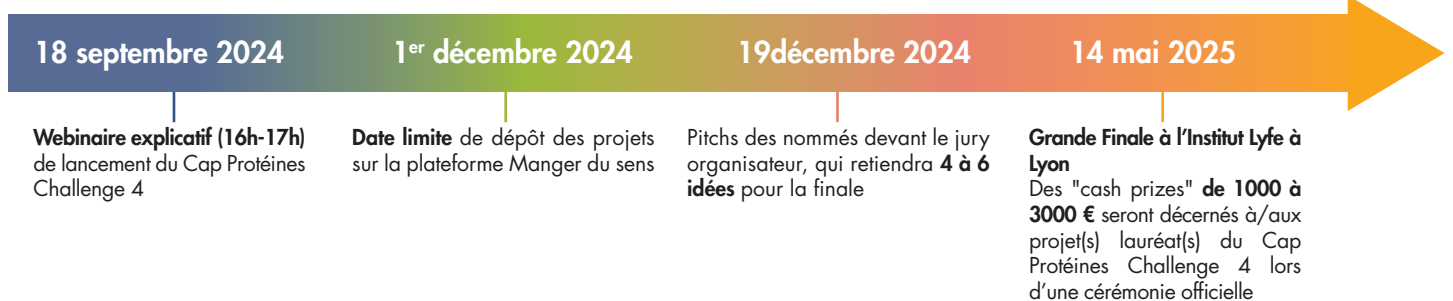 18 septembre 2024
1er décembre 2024
19décembre 2024
14 mai 2025
Webinaire explicatif (16h-17h)
de lancement du Cap Protéines
Challenge 4
Date limite de dépôt des projets
sur la plateforme Manger du sens
Pitchs des nommés devant le jury
organisateur, qui retiendra 4 à 6
idées pour la finale
Grande Finale à l’Institut Lyfe à
Lyon
Des "cash prizes" de 1000 à
3000 € seront décernés à/aux
projet(s) lauréat(s) du Cap
Protéines Challenge 4 lors
d’une cérémonie officielle